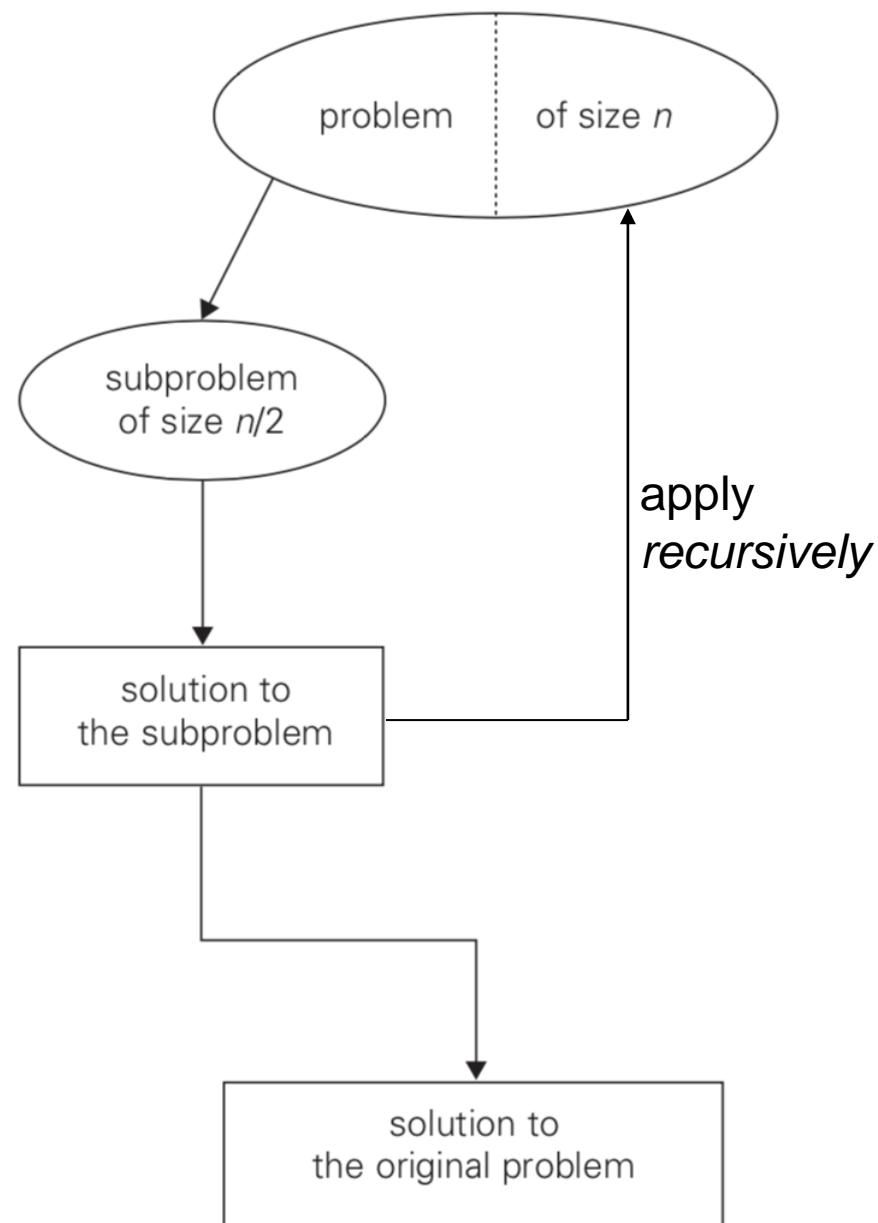 problem of size n
subproblem
of size n/2
apply
recursively
solution to
the subproblem
solution to
the original problem